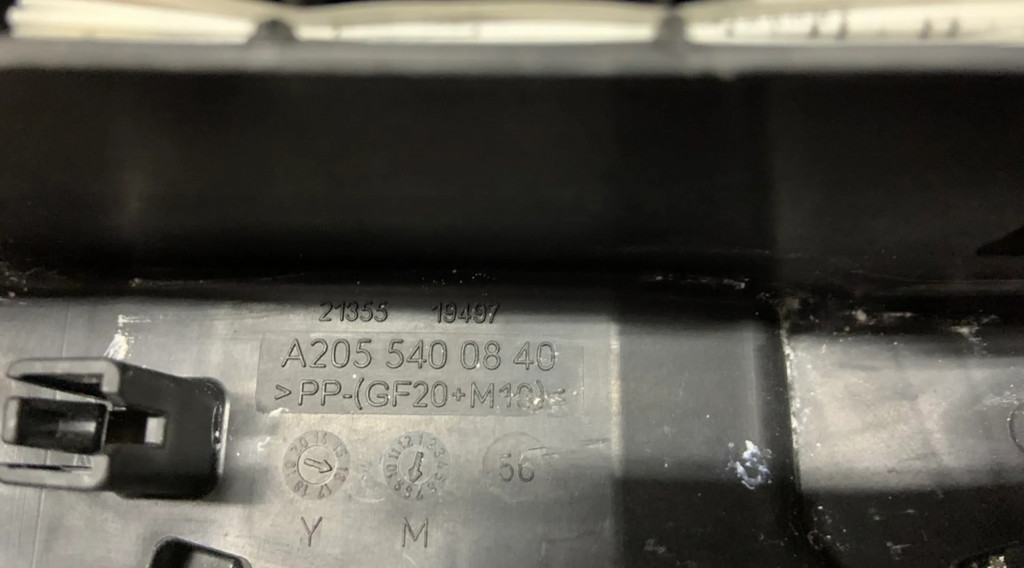 21355 19497
A205 540 08 40
>PP-(GF20+M10)<
56
Y M